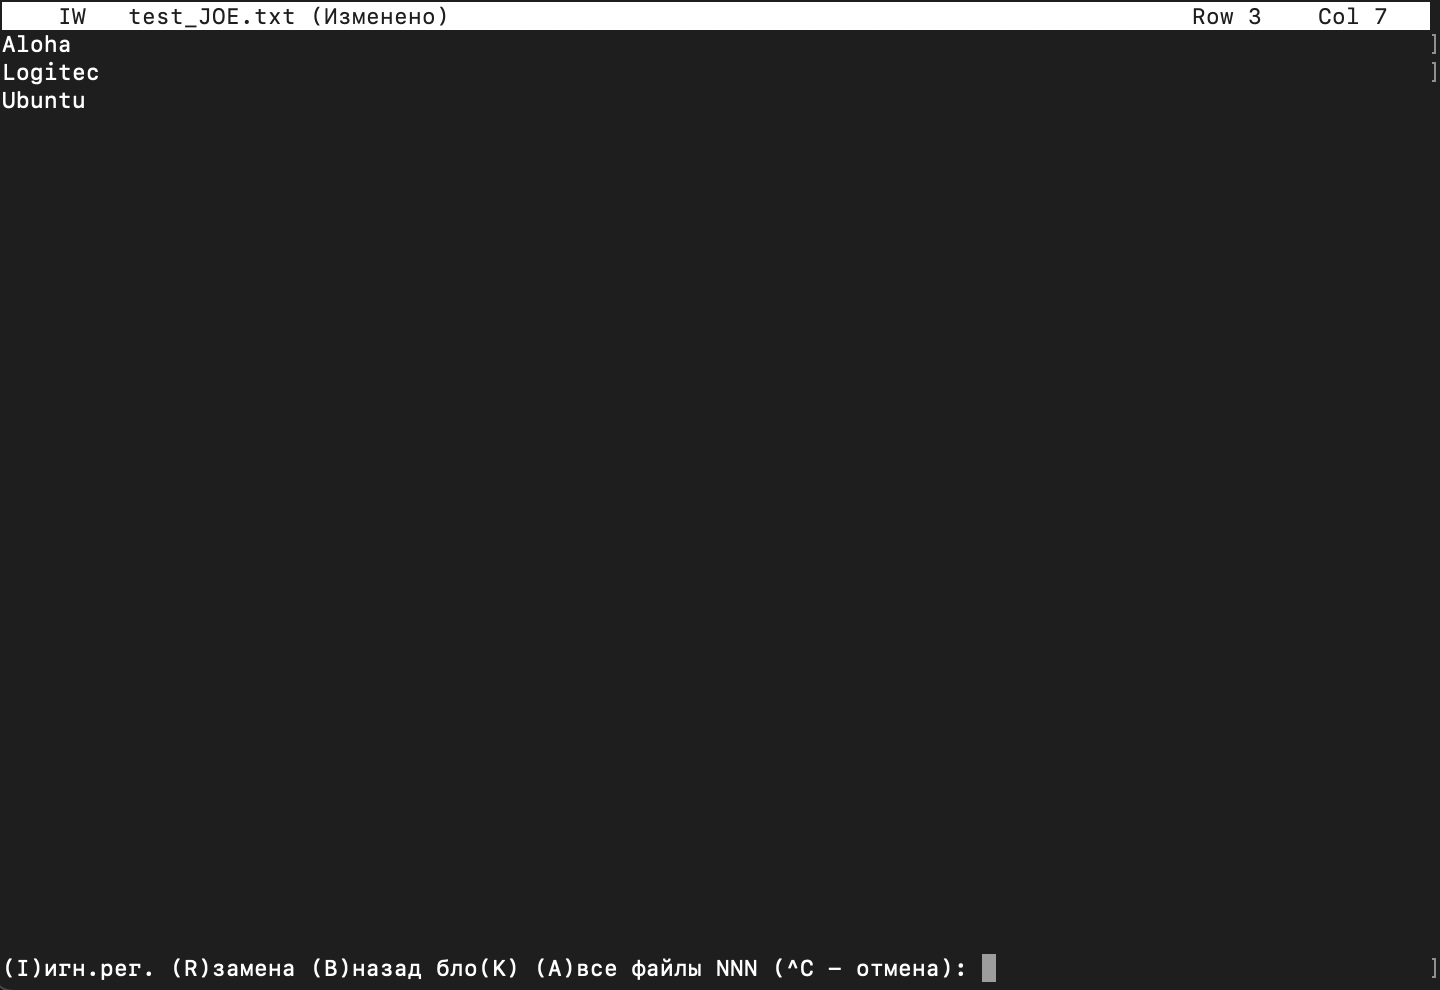 IW test_JOE.txt (Изменено) Row 3 Col 7
Aloha
Logitec
Ubuntu
(I)игн.рег. (R)замена (B)назад бло(K) (A)все файлы NNN (^C – отмена):